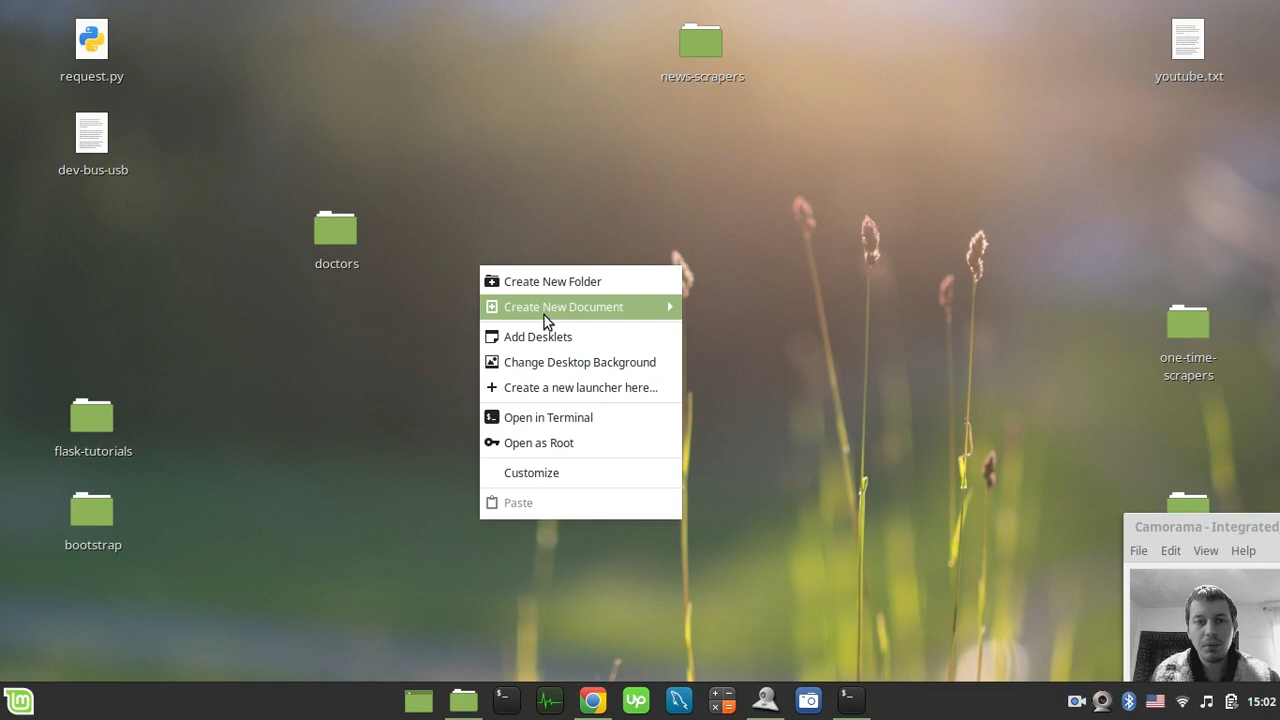 request.py
news-scrapers
youtube.txt
dev-bus-usb
doctors
Create New Folder
Create New Document
Add Desklets
Change Desktop Background
Create a new launcher here...
Open in Terminal
Open as Root
Customize
Paste
one-time-
scrapers
flask-tutorials
bootstrap
Camorama - Integrated
File Edit View Help
up
15:02